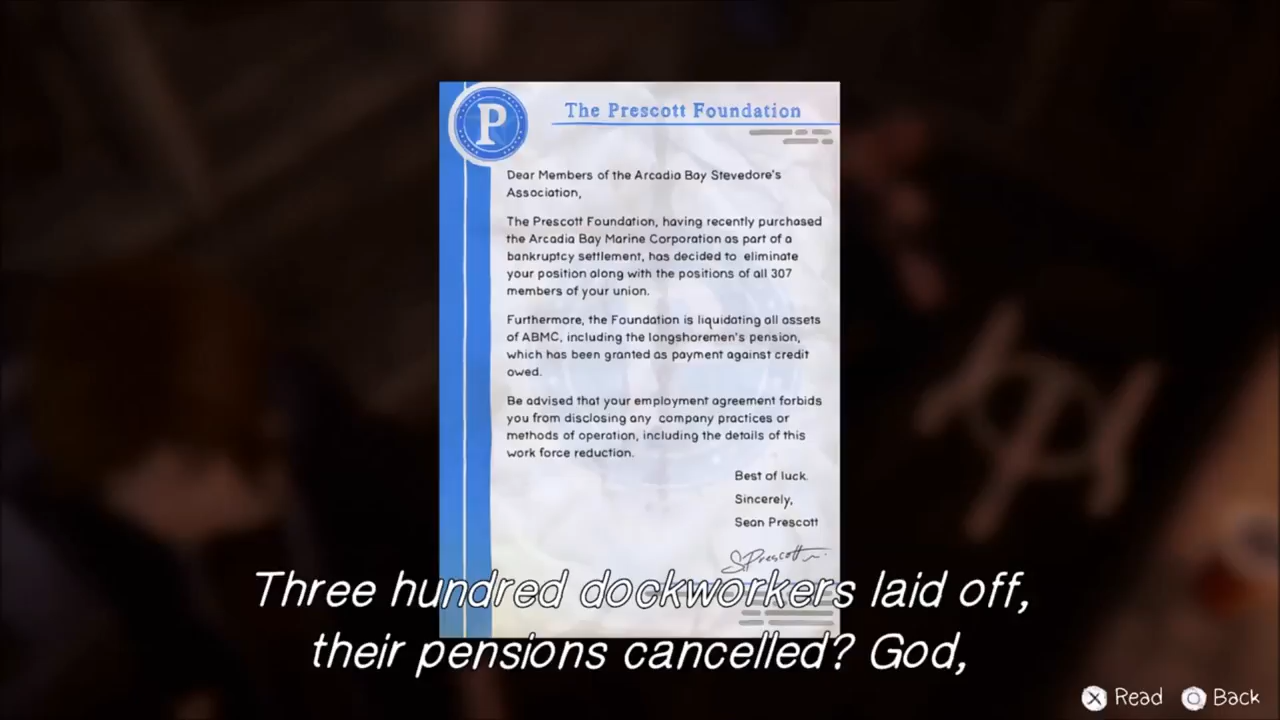 P
The Prescott Foundation
Dear Members of the Arcadia Bay Stevedore's
Association,
The Prescott Foundation, having recently purchased
the Arcadia Bay Marine Corporation as part of a
bankruptcy settlement, has decided to eliminate
your position along with the positions of all 307
members of your union.
Furthermore, the Foundation is liquidating all assets
of ABMC, including the longshoremen's pension,
which has been granted as payment against credit
owed.
Be advised that your employment agreement forbids
you from disclosing any company practices or
methods of operation, including the details of this
work force reduction.
Best of luck.
Sincerely,
Sean Prescott
S Prescott
Three hundred dockworkers laid off,
their pensions cancelled? God,
X Read Back